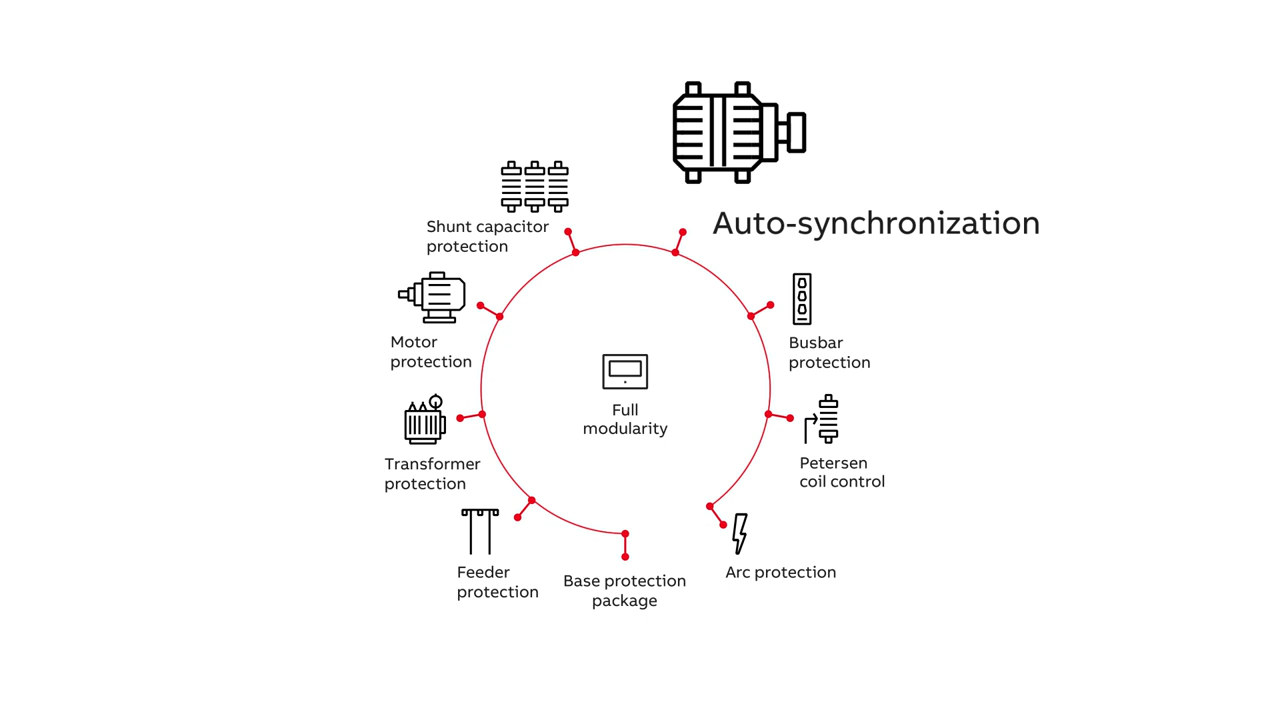 Auto-synchronization
Shunt capacitor
protection
Motor
protection
Busbar
protection
Full
modularity
Transformer
protection
Petersen
coil control
Feeder
protection
Base protection
package
Arc protection